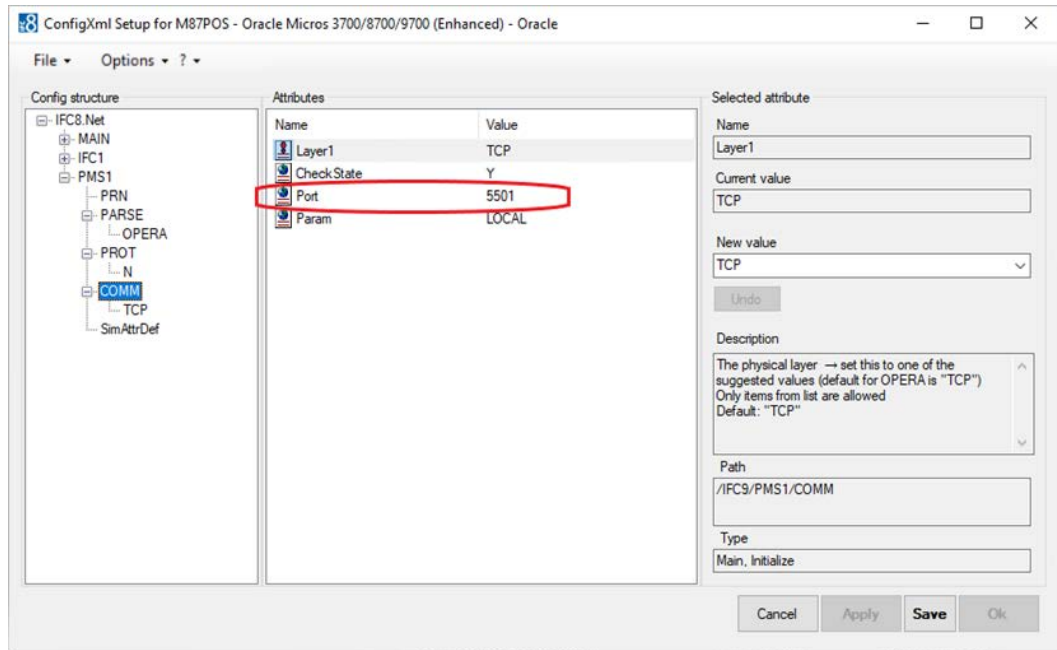 ConfigXml Setup for M87POS - Oracle Micros 3700/8700/9700 (Enhanced) - Oracle
File Options ?
Config structure
IFC8.Net
MAIN
IFC1
PMS1
PRN
PARSE
OPERA
PROT
N
COMM
TCP
SimAttrDef
Attributes
Name Value
Layer1 TCP
CheckState Y
Port 5501
Param LOCAL
Selected attribute
Name
Layer1
Current value
TCP
New value
TCP
Undo
Description
The physical layer → set this to one of the
suggested values (default for OPERA is "TCP")
Only items from list are allowed
Default: "TCP"
Path
/IFC9/PMS1/COMM
Type
Main, Initialize
Cancel Apply Save Ok